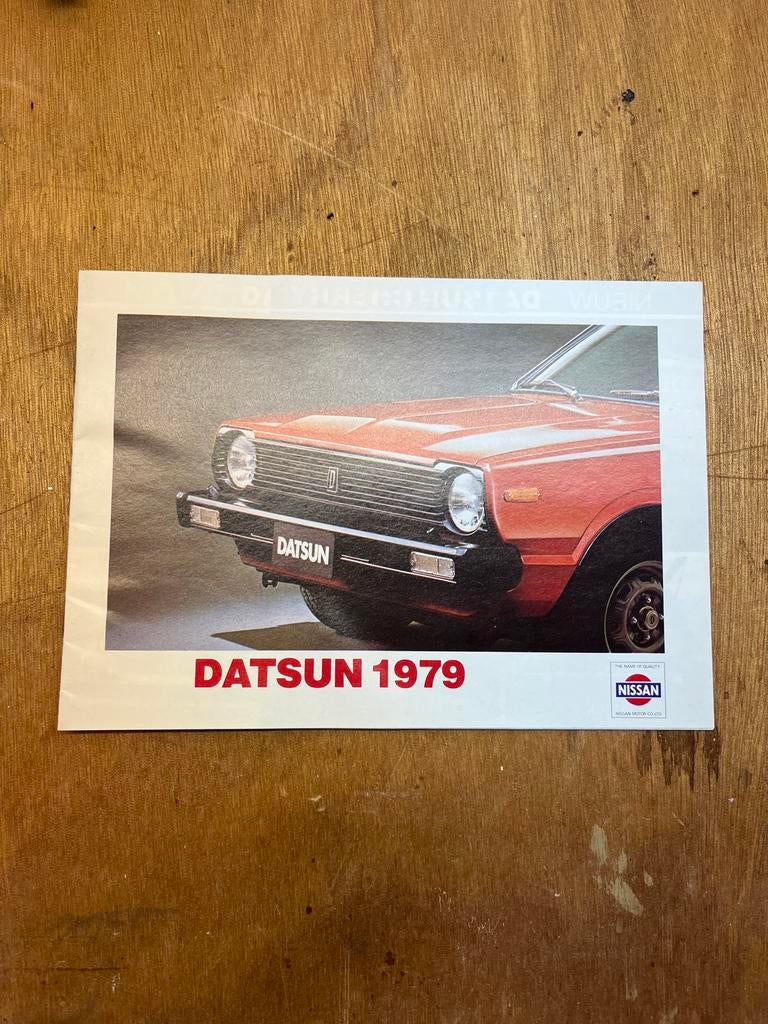 DATSUN
DATSUN 1979
THE NAME OF QUALITY
NISSAN
NISSAN MOTOR CO., LTD.